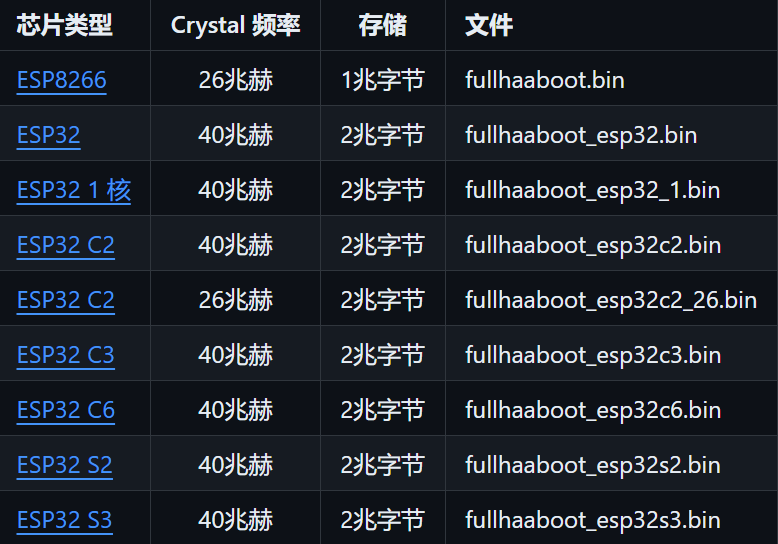 芯片类型 Crystal 频率 存储 文件
ESP8266 26兆赫 1兆字节 fullhaaboot.bin
ESP32 40兆赫 2兆字节 fullhaaboot_esp32.bin
ESP32 1 核 40兆赫 2兆字节 fullhaaboot_esp32_1.bin
ESP32 C2 40兆赫 2兆字节 fullhaaboot_esp32c2.bin
ESP32 C2 26兆赫 2兆字节 fullhaaboot_esp32c2_26.bin
ESP32 C3 40兆赫 2兆字节 fullhaaboot_esp32c3.bin
ESP32 C6 40兆赫 2兆字节 fullhaaboot_esp32c6.bin
ESP32 S2 40兆赫 2兆字节 fullhaaboot_esp32s2.bin
ESP32 S3 40兆赫 2兆字节 fullhaaboot_esp32s3.bin